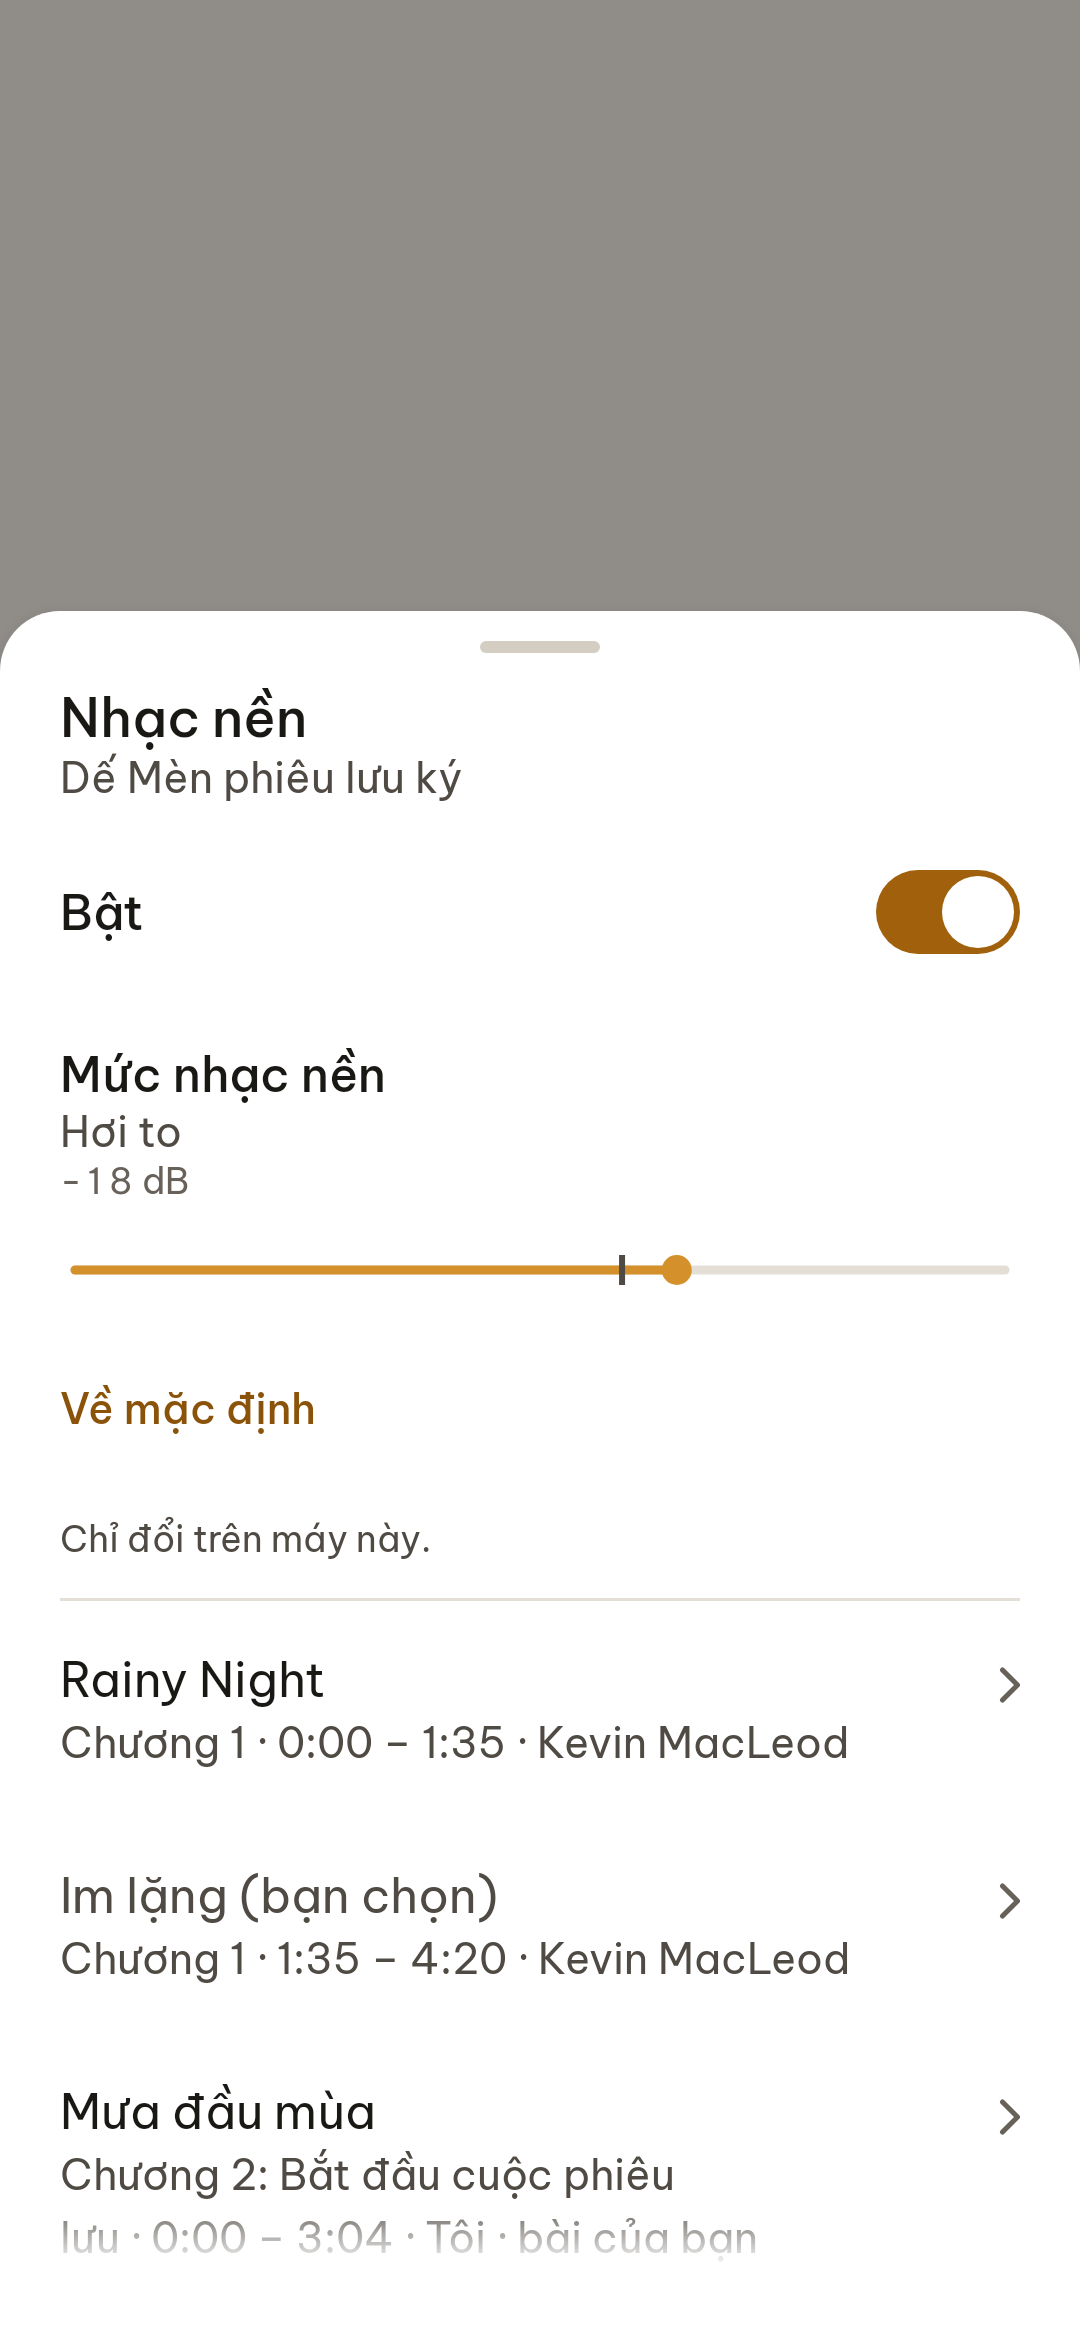 Nhạc nền
Dế Mèn phiêu lưu ký
Bật
Mức nhạc nền
Hơi to
−18 dB
Về mặc định
Chỉ đổi trên máy này.
Rainy Night
Chương 1 · 0:00 – 1:35 · Kevin MacLeod
Im lặng (bạn chọn)
Chương 1 · 1:35 – 4:20 · Kevin MacLeod
Mưa đầu mùa
Chương 2: Bắt đầu cuộc phiêu
lưu · 0:00 – 3:04 · Tôi · bài của bạn